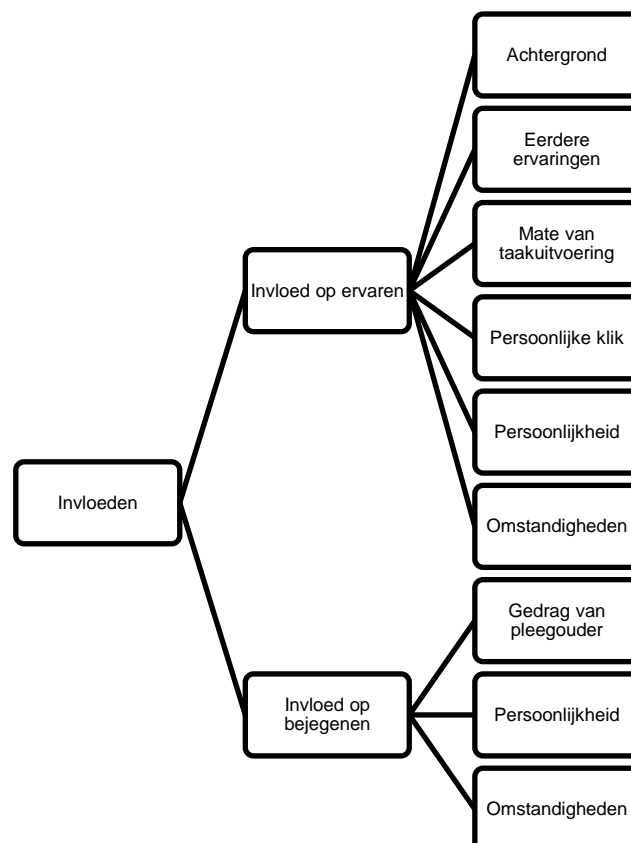 Invloeden
Invloed op ervaren
Achtergrond
Eerdere
ervaringen
Mate van
taakuitvoering
Persoonlijke klik
Persoonlijkheid
Omstandigheden
Invloed op
bejegenen
Gedrag van
pleegouder
Persoonlijkheid
Omstandigheden